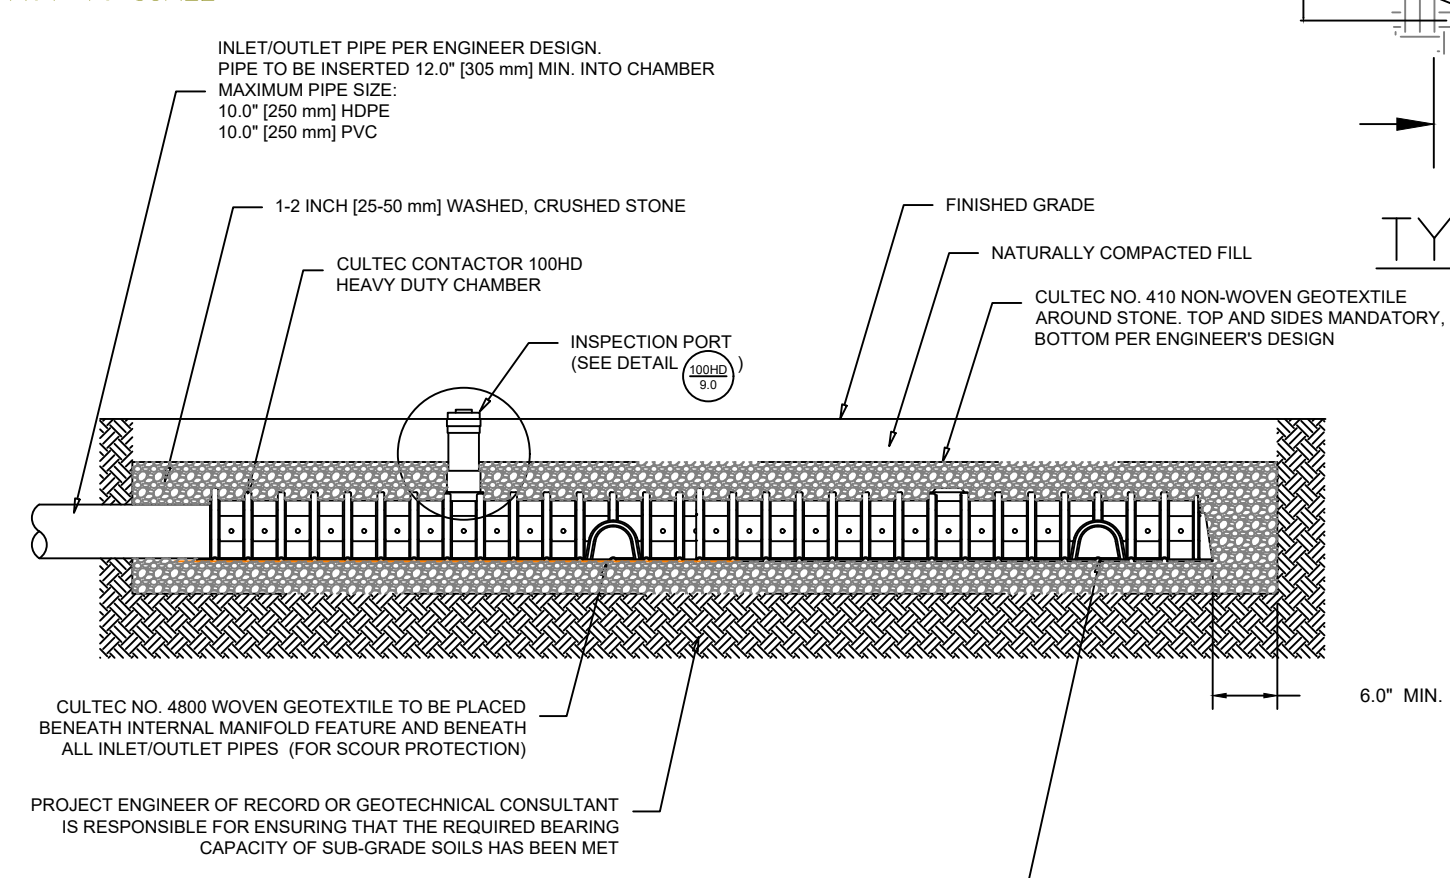 INLET/OUTLET PIPE PER ENGINEER DESIGN.
PIPE TO BE INSERTED 12.0" [305 mm] MIN. INTO CHAMBER
MAXIMUM PIPE SIZE:
10.0" [250 mm] HDPE
10.0" [250 mm] PVC
1-2 INCH [25-50 mm] WASHED, CRUSHED STONE
CULTEC CONTACTOR 100HD
HEAVY DUTY CHAMBER
INSPECTION PORT
(SEE DETAIL 100HD 9.0 )
FINISHED GRADE
NATURALLY COMPACTED FILL
CULTEC NO. 410 NON-WOVEN GEOTEXTILE
AROUND STONE. TOP AND SIDES MANDATORY,
BOTTOM PER ENGINEER'S DESIGN
TY
6.0" MIN.
CULTEC NO. 4800 WOVEN GEOTEXTILE TO BE PLACED
BENEATH INTERNAL MANIFOLD FEATURE AND BENEATH
ALL INLET/OUTLET PIPES (FOR SCOUR PROTECTION)
PROJECT ENGINEER OF RECORD OR GEOTECHNICAL CONSULTANT
IS RESPONSIBLE FOR ENSURING THAT THE REQUIRED BEARING
CAPACITY OF SUB-GRADE SOILS HAS BEEN MET